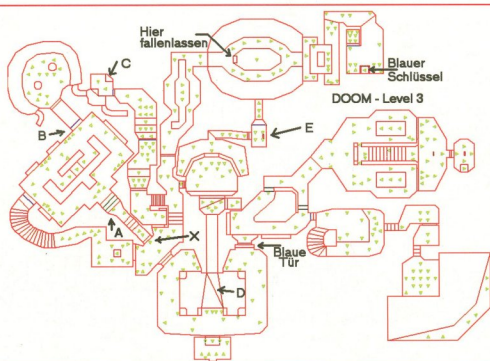 Hier
fallenlassen
C
Blauer
Schlüssel
DOOM - Level 3
B
E
A
X
Blaue
Tür
D